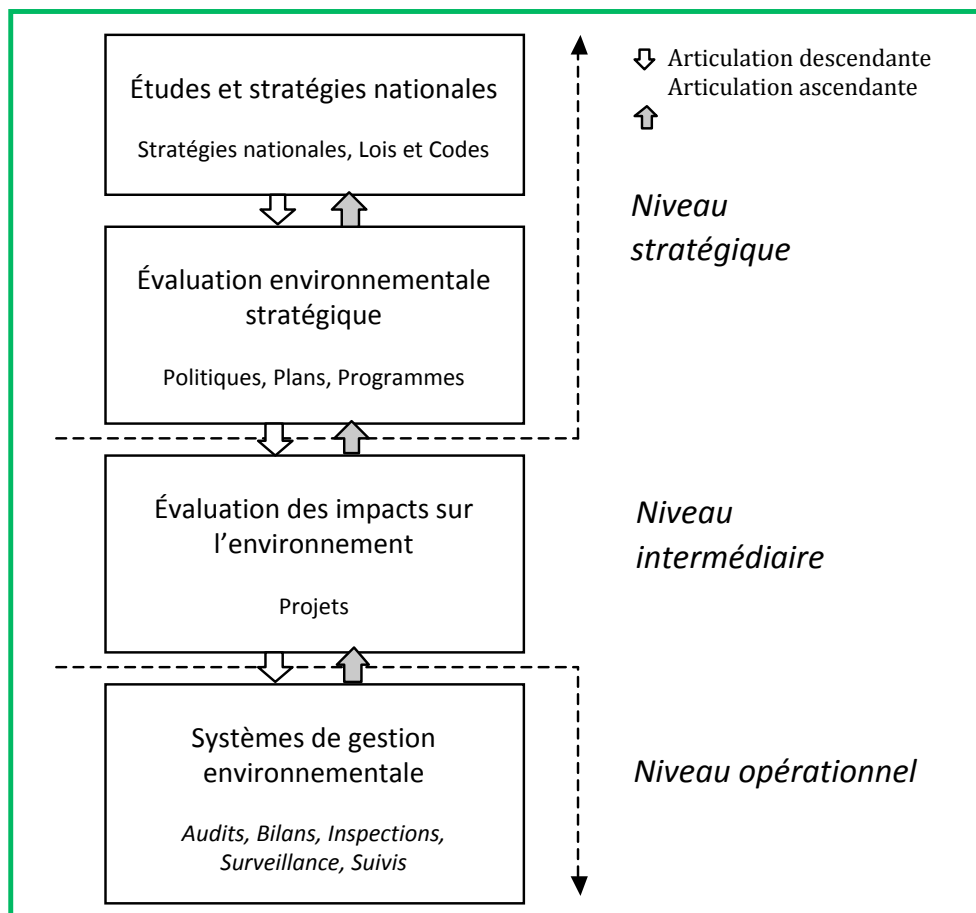 Études et stratégies nationales
Stratégies nationales, Lois et Codes
Articulation descendante
Articulation ascendante
Niveau
stratégique
Évaluation environnementale
stratégique
Politiques, Plans, Programmes
Évaluation des impacts sur
l’environnement
Projets
Niveau
intermédiaire
Systèmes de gestion
environnementale
Audits, Bilans, Inspections,
Surveillance, Suivis
Niveau opérationnel